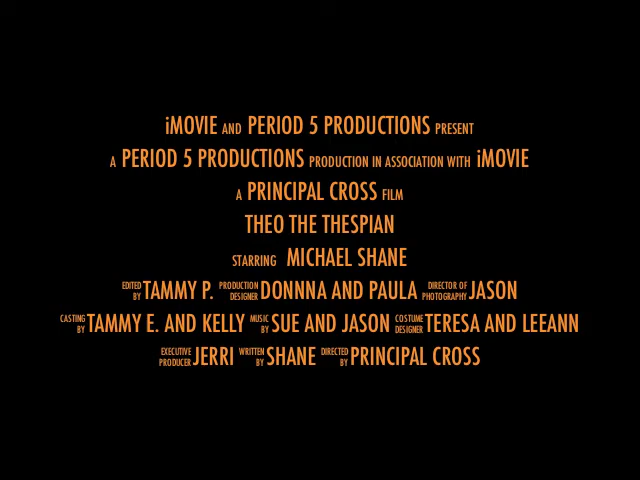 iMOVIE AND PERIOD 5 PRODUCTIONS PRESENT
A PERIOD 5 PRODUCTIONS PRODUCTION IN ASSOCIATION WITH iMOVIE
A PRINCIPAL CROSS FILM
THEO THE THESPIAN
STARRING MICHAEL SHANE
EDITED BY TAMMY P. PRODUCTION DESIGNER DONNNA AND PAULA DIRECTOR OF PHOTOGRAPHY JASON
CASTING BY TAMMY E. AND KELLY MUSIC BY SUE AND JASON COSTUME DESIGNER TERESA AND LEEANN
EXECUTIVE PRODUCER JERRI WRITTEN BY SHANE DIRECTED BY PRINCIPAL CROSS